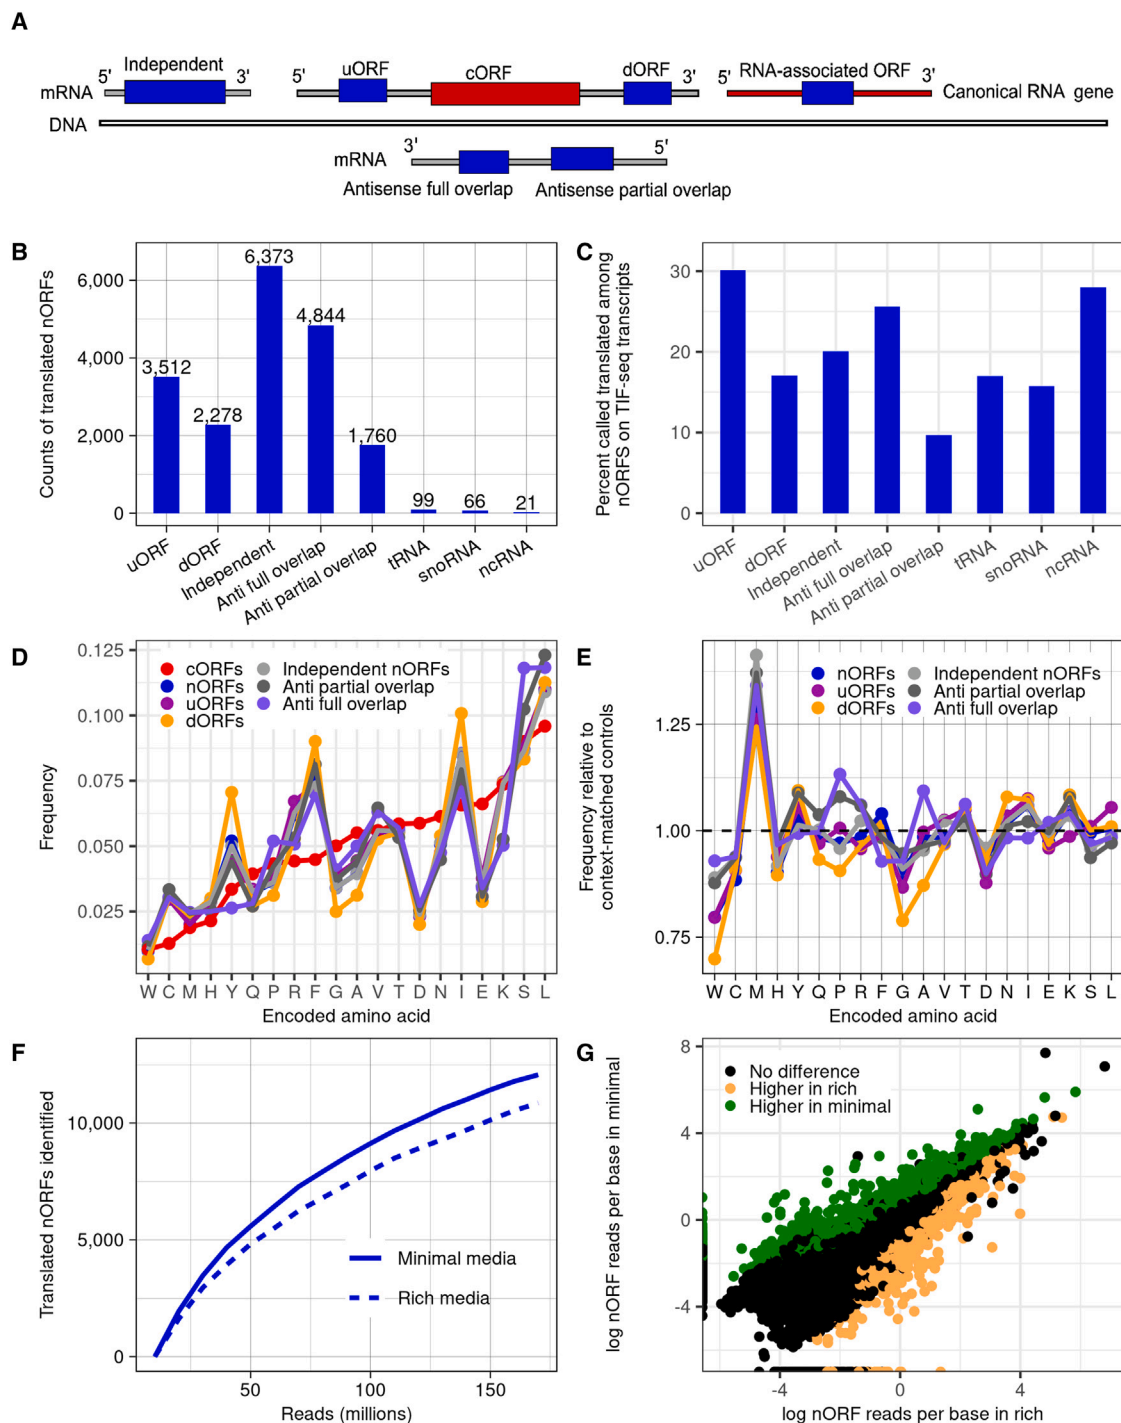 A
Independent
5'
3'
mRNA
5'
uORF
cORF
dORF
3'
5'
RNA-associated ORF
3'
Canonical RNA gene
DNA
mRNA
3'
5'
Antisense full overlap
Antisense partial overlap
B
Counts of translated nORFs
6,000
4,000
2,000
0
3,512
2,278
6,373
4,844
1,760
99
66
21
uORF
dORF
Independent
Anti full overlap
Anti partial overlap
tRNA
snoRNA
ncRNA
C
Percent called translated among
nORFS on TIF-seq transcripts
30
20
10
0
uORF
dORF
Independent
Anti full overlap
Anti partial overlap
tRNA
snoRNA
ncRNA
D
Frequency
0.125
0.100
0.075
0.050
0.025
cORFs
nORFs
uORFs
dORFs
Independent nORFs
Anti partial overlap
Anti full overlap
W C M H Y Q P R F G A V T D N I E K S L
Encoded amino acid
E
Frequency relative to
context-matched controls
1.25
1.00
0.75
nORFs
uORFs
dORFs
Independent nORFs
Anti partial overlap
Anti full overlap
W C M H Y Q P R F G A V T D N I E K S L
Encoded amino acid
F
Translated nORFs identified
10,000
5,000
0
Minimal media
Rich media
50 100 150
Reads (millions)
G
log nORF reads per base in minimal
8
4
0
-4
No difference
Higher in rich
Higher in minimal
-4 0 4
log nORF reads per base in rich